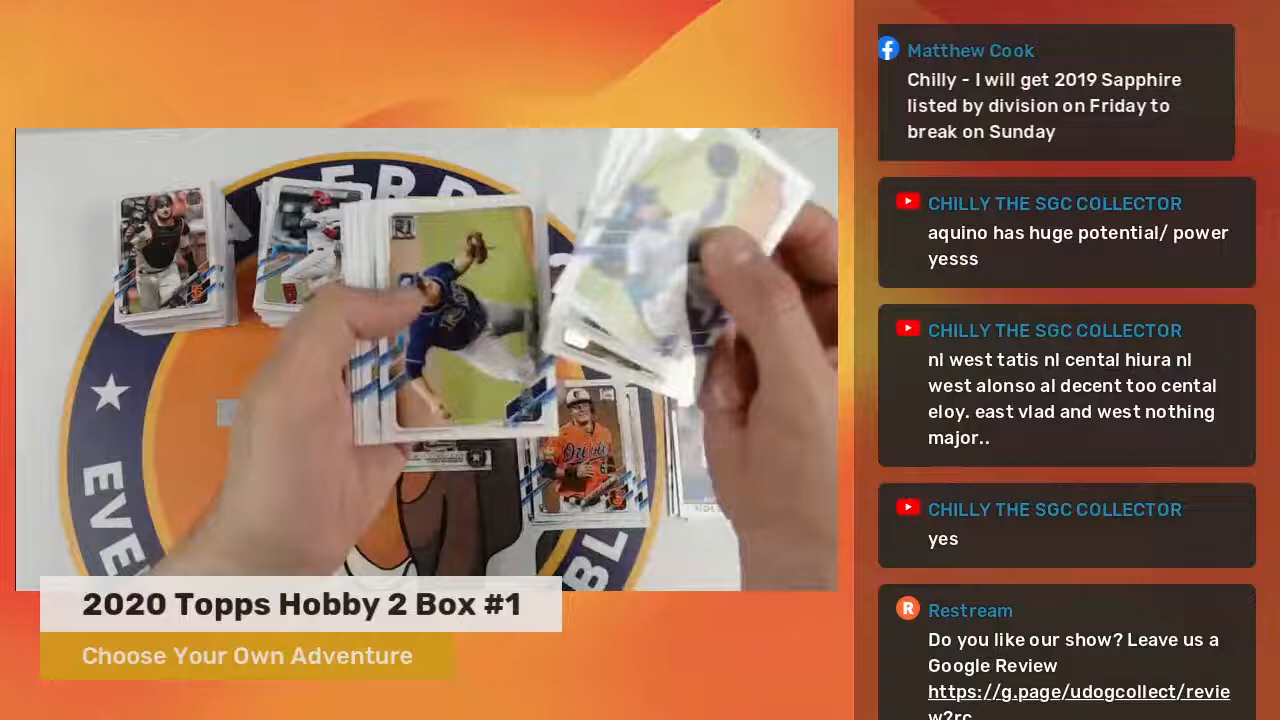 Matthew Cook
Chilly - I will get 2019 Sapphire
listed by division on Friday to
break on Sunday
CHILLY THE SGC COLLECTOR
aquino has huge potential/ power
yesss
CHILLY THE SGC COLLECTOR
nl west tatis nl cental hiura nl
west alonso al decent too cental
eloy. east vlad and west nothing
major..
CHILLY THE SGC COLLECTOR
yes
R
Restream
Do you like our show? Leave us a
Google Review
https://g.page/udogcollect/revie
w?rc
EVE
BL
Orioles
2020 Topps Hobby 2 Box #1
Choose Your Own Adventure